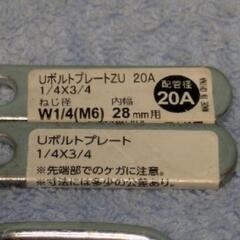 UボルトプレートZU 20A
1/4X3/4
ねじ径 内幅
W1/4(M6) 28mm用
配管径
20A
MADE IN CHINA
Uボルトプレート
1/4X3/4
※先端部でのケガに注意。
※寸法には多少の公差あり。